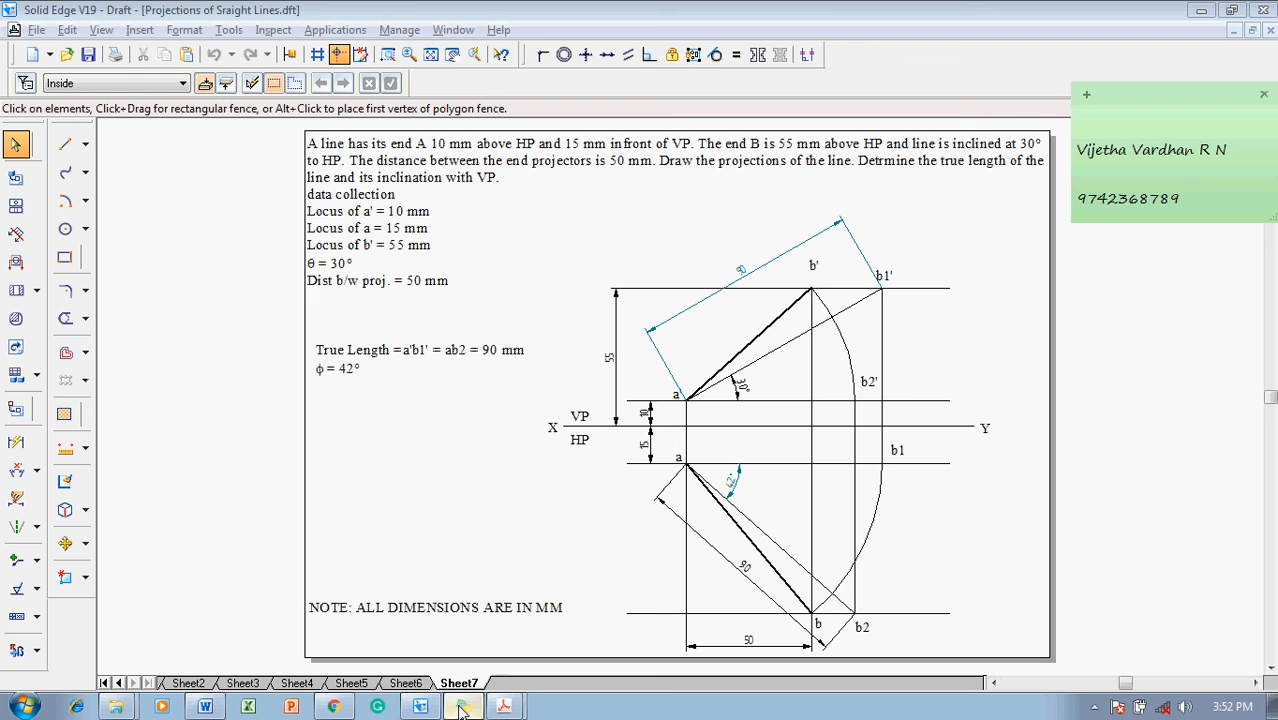 Solid Edge V19 - Draft - [Projections of Sraight Lines.dft]
File Edit View Insert Format Tools Inspect Applications Manage Window Help
Inside
Click on elements, Click+Drag for rectangular fence, or Alt+Click to place first vertex of polygon fence.
Vijetha Vardhan R N
9742368789
A line has its end A 10 mm above HP and 15 mm infront of VP. The end B is 55 mm above HP and line is inclined at 30°
to HP. The distance between the end projectors is 50 mm. Draw the projections of the line. Detrmine the true length of the
line and its inclination with VP.
data collection
Locus of a' = 10 mm
Locus of a = 15 mm
Locus of b' = 55 mm
θ = 30°
Dist b/w proj. = 50 mm
True Length =a'b1' = ab2 = 90 mm
ϕ = 42°
90
b'
b1'
55
30°
b2'
a'
10
VP
X
Y
HP
15
a
b1
42°
90
NOTE: ALL DIMENSIONS ARE IN MM
b
b2
50
Sheet2 Sheet3 Sheet4 Sheet5 Sheet6 Sheet7
3:52 PM